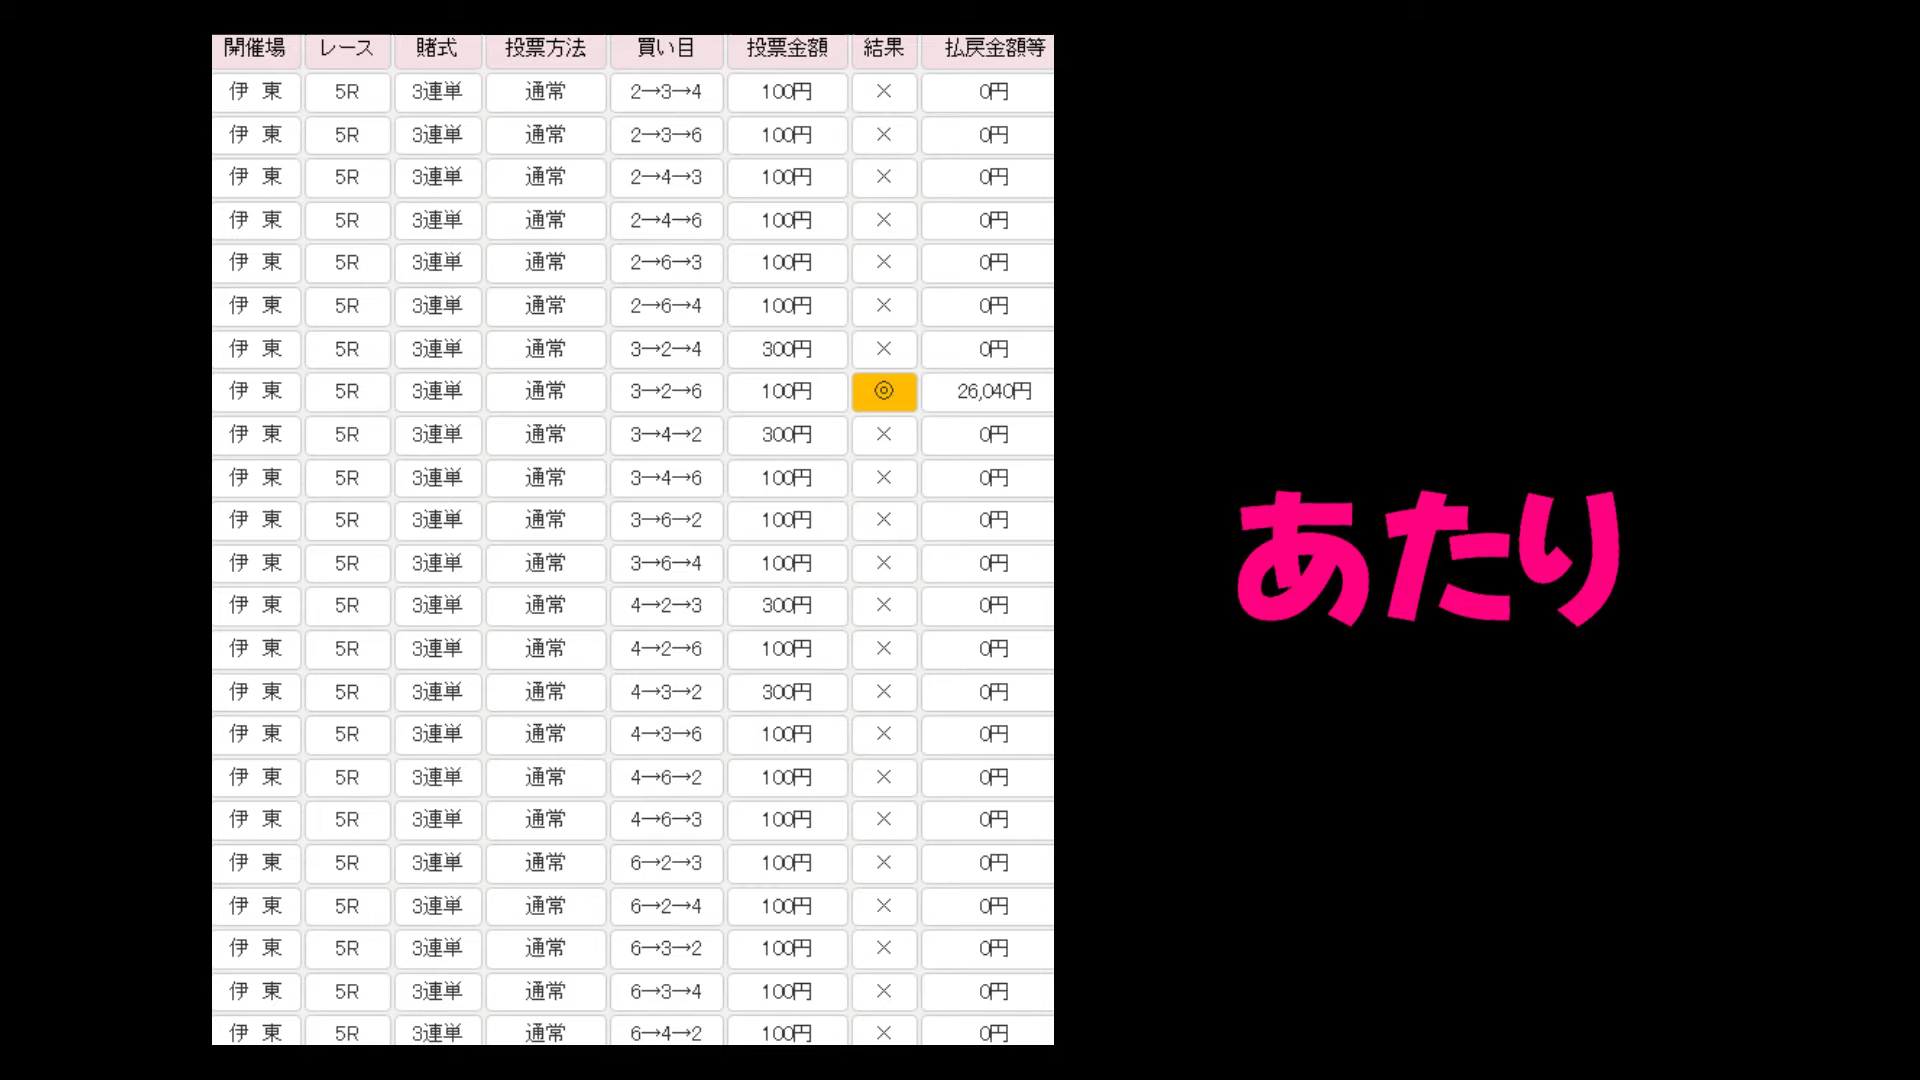 開催場 レース 賭式 投票方法 買い目 投票金額 結果 払戻金額等
伊 東 5R 3連単 通常 2→3→4 100円 × 0円
伊 東 5R 3連単 通常 2→3→6 100円 × 0円
伊 東 5R 3連単 通常 2→4→3 100円 × 0円
伊 東 5R 3連単 通常 2→4→6 100円 × 0円
伊 東 5R 3連単 通常 2→6→3 100円 × 0円
伊 東 5R 3連単 通常 2→6→4 100円 × 0円
伊 東 5R 3連単 通常 3→2→4 300円 × 0円
伊 東 5R 3連単 通常 3→2→6 100円 ◎ 26,040円
伊 東 5R 3連単 通常 3→4→2 300円 × 0円
伊 東 5R 3連単 通常 3→4→6 100円 × 0円
伊 東 5R 3連単 通常 3→6→2 100円 × 0円
伊 東 5R 3連単 通常 3→6→4 100円 × 0円
伊 東 5R 3連単 通常 4→2→3 300円 × 0円
伊 東 5R 3連単 通常 4→2→6 100円 × 0円
伊 東 5R 3連単 通常 4→3→2 300円 × 0円
伊 東 5R 3連単 通常 4→3→6 100円 × 0円
伊 東 5R 3連単 通常 4→6→2 100円 × 0円
伊 東 5R 3連単 通常 4→6→3 100円 × 0円
伊 東 5R 3連単 通常 6→2→3 100円 × 0円
伊 東 5R 3連単 通常 6→2→4 100円 × 0円
伊 東 5R 3連単 通常 6→3→2 100円 × 0円
伊 東 5R 3連単 通常 6→3→4 100円 × 0円
伊 東 5R 3連単 通常 6→4→2 100円 × 0円
あたり